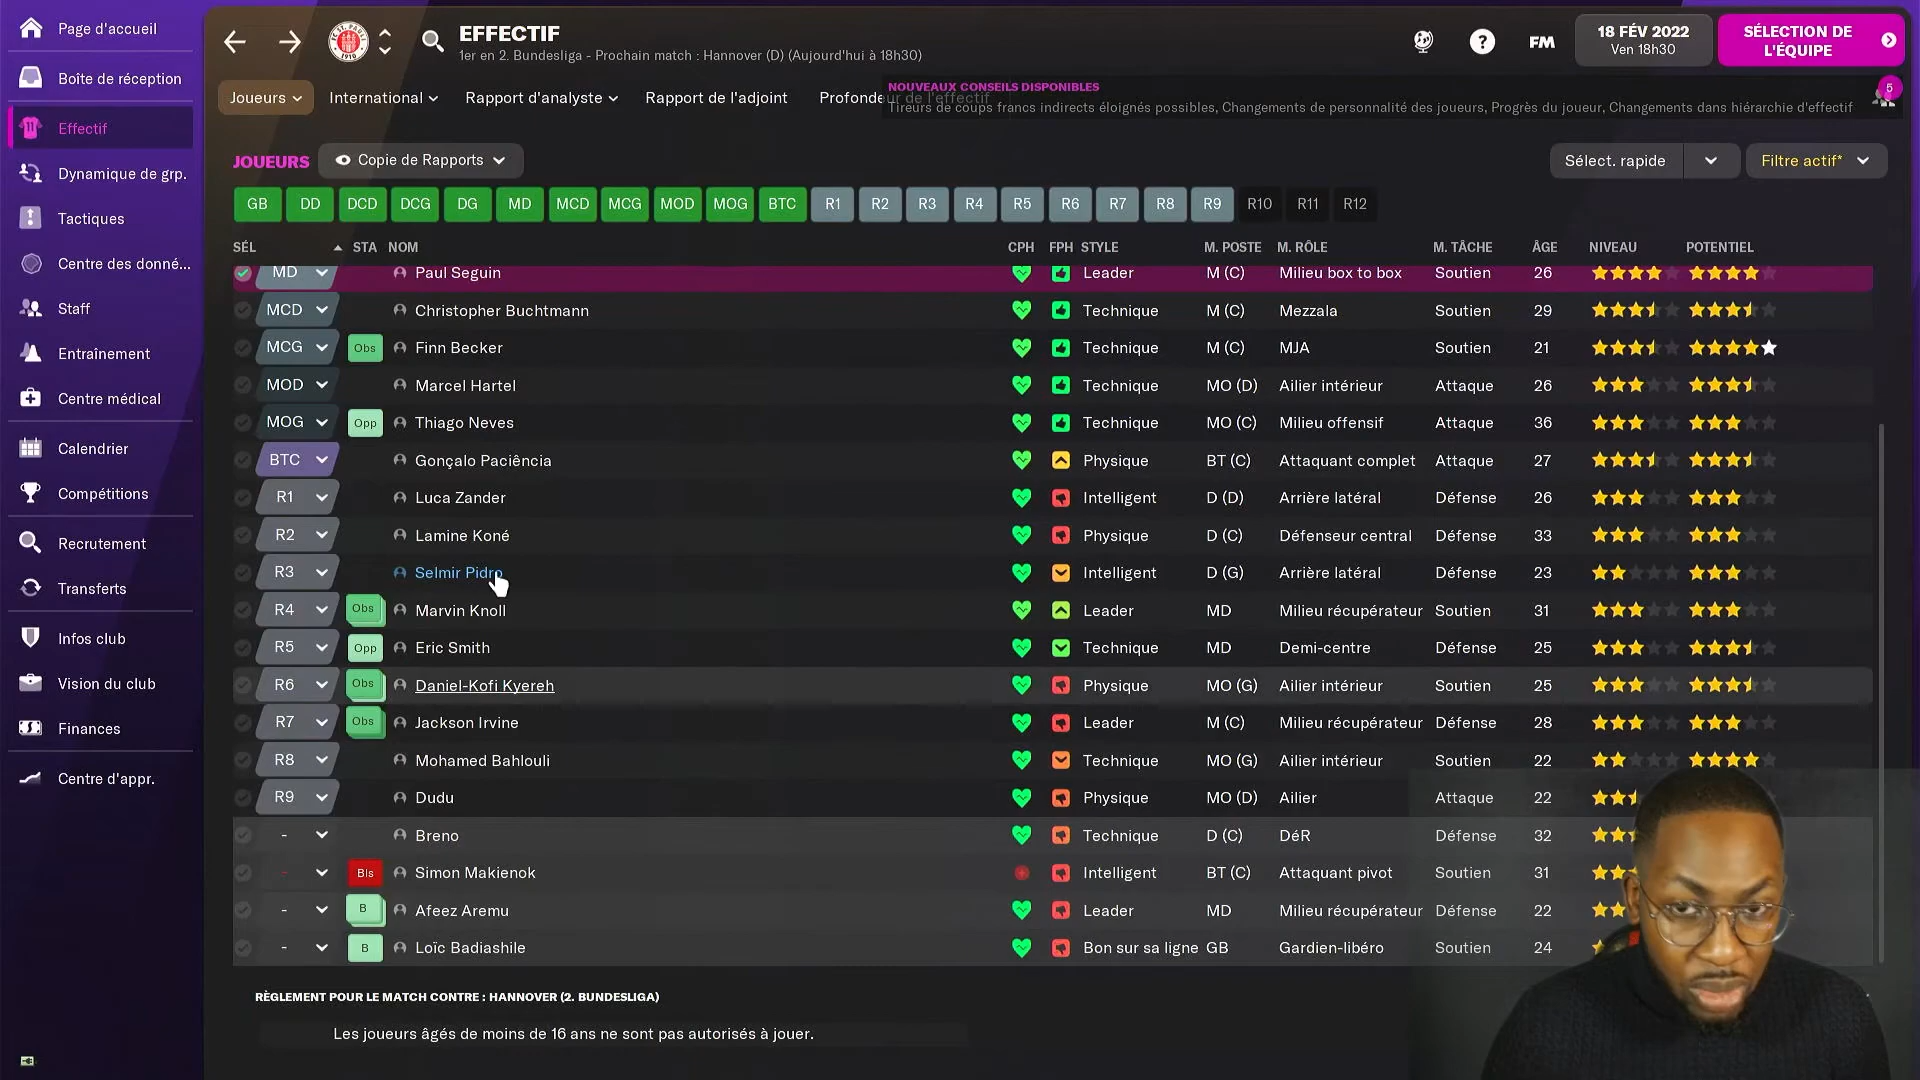 Page d'accueil
Boite de réception
Effectif
Dynamique de grp.
Tactiques
Centre des donné...
Staff
Entraînement
Centre médical
Calendrier
Compétitions
Recrutement
Transferts
Infos club
Vision du club
Finances
Centre d'appr.
EFFECTIF
1er en 2. Bundesliga - Prochain match : Hannover (D) (Aujourd'hui à 18h30)
FM
18 FÉV 2022
Ven 18h30
SÉLECTION DE
L'ÉQUIPE
Joueurs International Rapport d'analyste Rapport de l'adjoint Profondeur de l'effectif
NOUVEAUX CONSEILS DISPONIBLES
Tireurs de coups francs indirects éloignés possibles, Changements de personnalité des joueurs, Progrès du joueur, Changements dans hiérarchie d'effectif
5
JOUEURS Copie de Rapports Sélect. rapide Filtre actif*
GB DD DCD DCG DG MD MCD MCG MOD MOG BTC R1 R2 R3 R4 R5 R6 R7 R8 R9 R10 R11 R12
SÉL STA NOM CPH FPH STYLE M. POSTE M. RÔLE M. TÂCHE ÂGE NIVEAU POTENTIEL
MD Paul Seguin Leader M (C) Milieu box to box Soutien 26
MCD Christopher Buchtmann Technique M (C) Mezzala Soutien 29
MCG Obs Finn Becker Technique M (C) MJA Soutien 21
MOD Marcel Hartel Technique MO (D) Ailier intérieur Attaque 26
MOG Opp Thiago Neves Technique MO (C) Milieu offensif Attaque 36
BTC Gonçalo Paciência Physique BT (C) Attaquant complet Attaque 27
R1 Luca Zander Intelligent D (D) Arrière latéral Défense 26
R2 Lamine Koné Physique D (C) Défenseur central Défense 33
R3 Selmir Pidro Intelligent D (G) Arrière latéral Défense 23
R4 Obs Marvin Knoll Leader MD Milieu récupérateur Soutien 31
R5 Opp Eric Smith Technique MD Demi-centre Défense 25
R6 Obs Daniel-Kofi Kyereh Physique MO (G) Ailier intérieur Soutien 25
R7 Obs Jackson Irvine Leader M (C) Milieu récupérateur Défense 28
R8 Mohamed Bahlouli Technique MO (G) Ailier intérieur Soutien 22
R9 Dudu Physique MO (D) Ailier Attaque 22
- Breno Technique D (C) DéR Défense 32
- Bls Simon Makienok Intelligent BT (C) Attaquant pivot Soutien 31
- B Afeez Aremu Leader MD Milieu récupérateur Défense 22
- B Loïc Badiashile Bon sur sa ligne GB Gardien-libéro Soutien 24
RÈGLEMENT POUR LE MATCH CONTRE : HANNOVER (2. BUNDESLIGA)
Les joueurs âgés de moins de 16 ans ne sont pas autorisés à jouer.